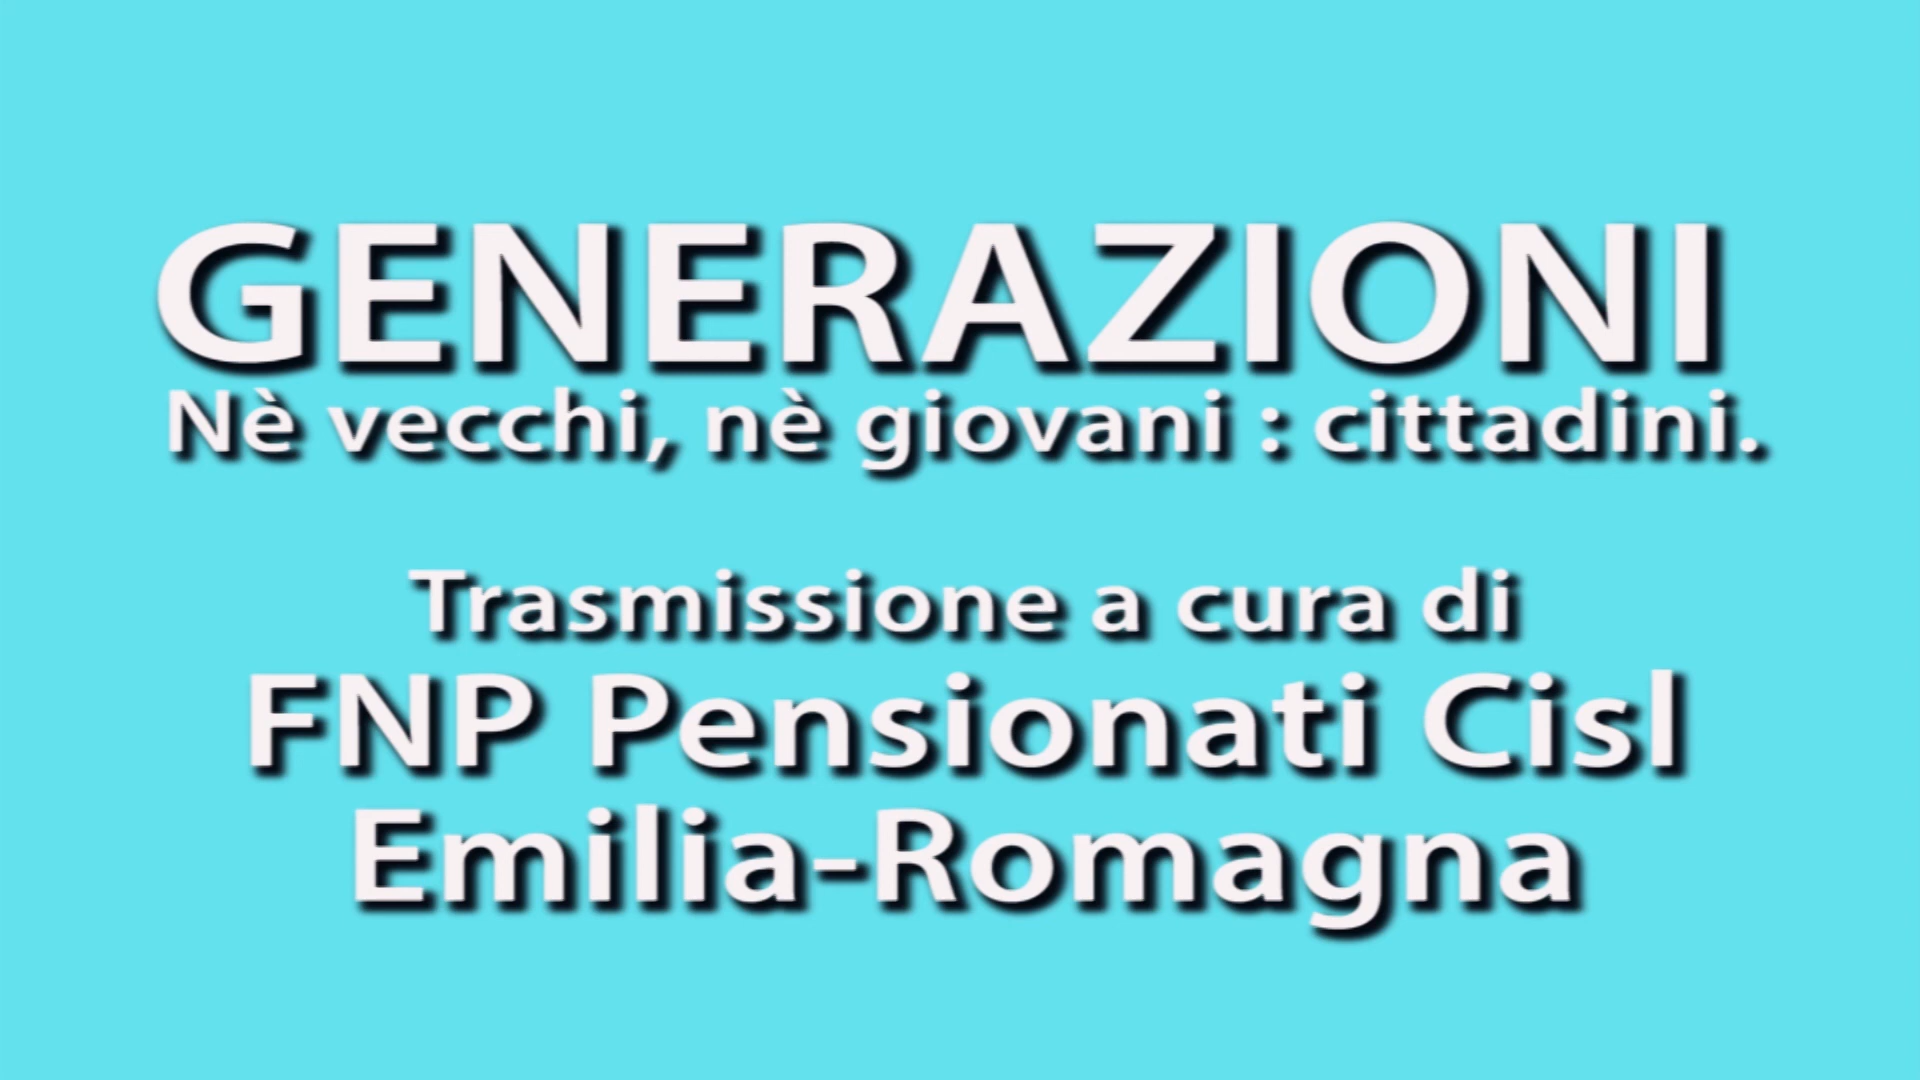 GENERAZIONI
Nè vecchi, nè giovani : cittadini.
Trasmissione a cura di
FNP Pensionati Cisl
Emilia-Romagna